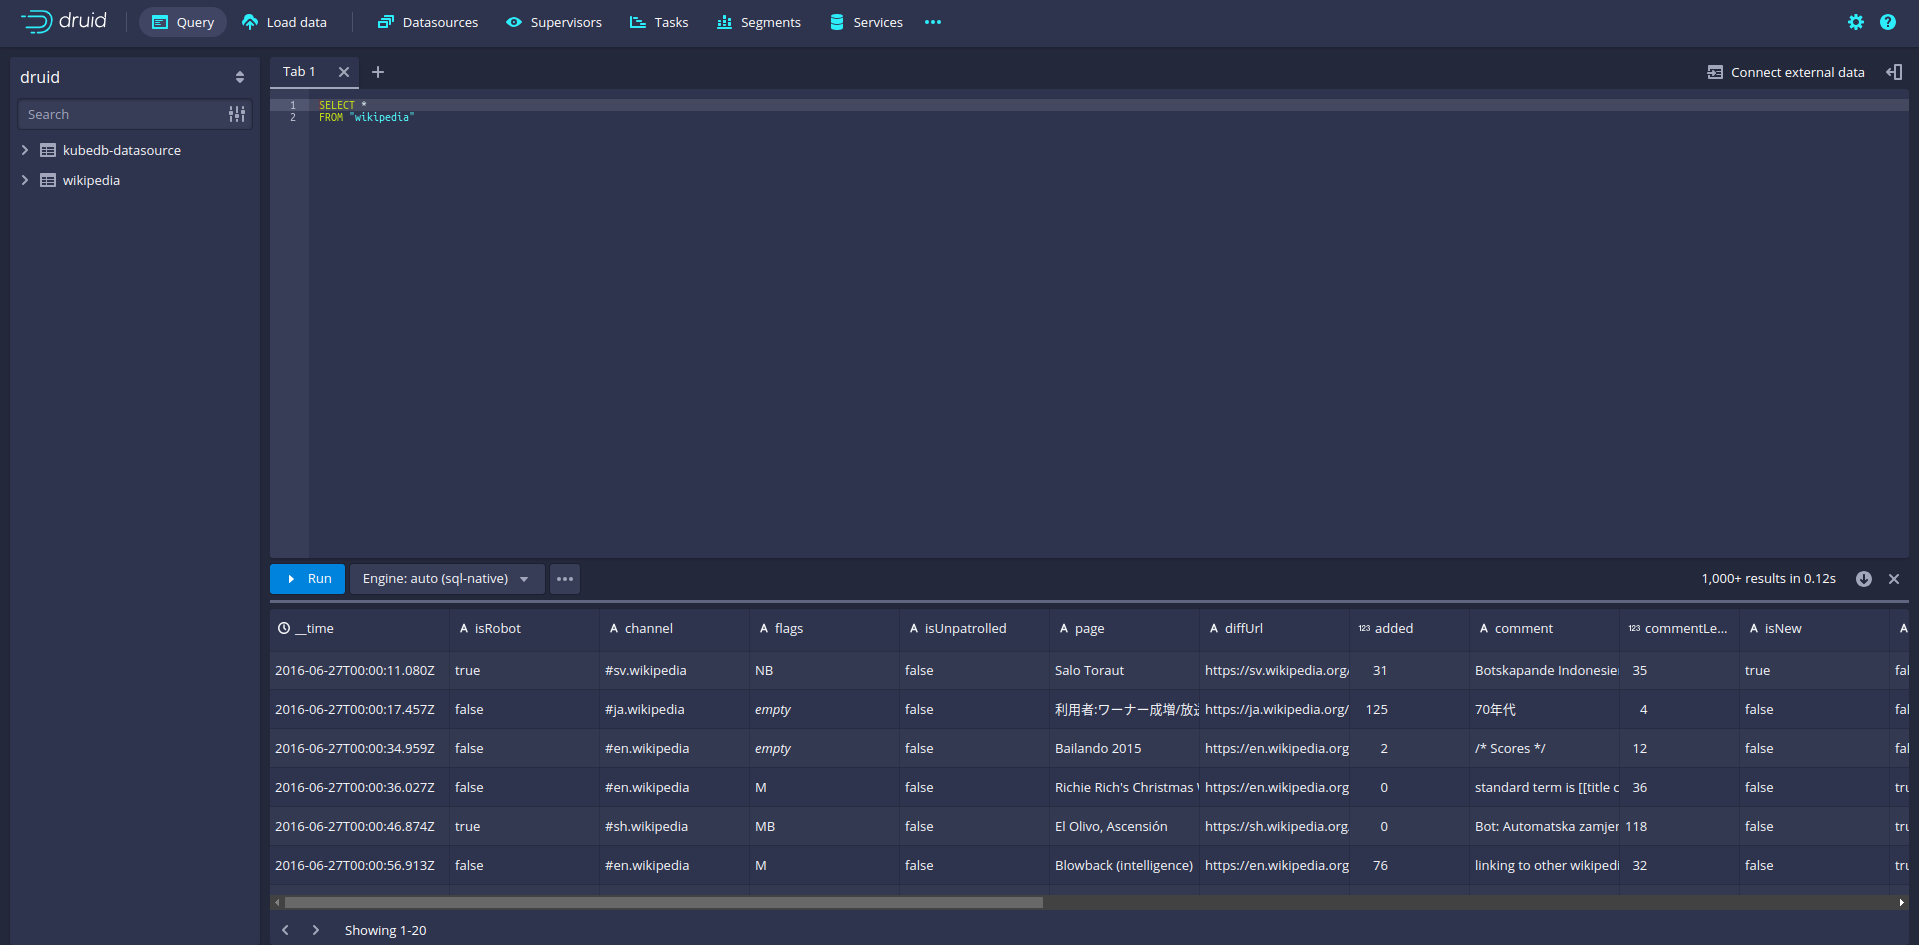 druid Query Load data Datasources Supervisors Tasks Segments Services
druid
Search
kubedb-datasource
wikipedia
Tab 1 Connect external data
1 SELECT *
2 FROM "wikipedia"
Run Engine: auto (sql-native) 1,000+ results in 0.12s
__time A isRobot A channel A flags A isUnpatrolled A page A diffUrl 123 added A comment 123 commentLe... A isNew A
2016-06-27T00:00:11.080Z true #sv.wikipedia NB false Salo Toraut https://sv.wikipedia.org/ 31 Botskapande Indonesie 35 true fal
2016-06-27T00:00:17.457Z false #ja.wikipedia empty false 利用者:ワーナー成増/放 https://ja.wikipedia.org/ 125 70年代 4 false fal
2016-06-27T00:00:34.959Z false #en.wikipedia empty false Bailando 2015 https://en.wikipedia.org 2 /* Scores */ 12 false fal
2016-06-27T00:00:36.027Z false #en.wikipedia M false Richie Rich's Christmas https://en.wikipedia.org 0 standard term is [[title c 36 false tru
2016-06-27T00:00:46.874Z true #sh.wikipedia MB false El Olivo, Ascensión https://sh.wikipedia.org 0 Bot: Automatska zamjer 118 false tru
2016-06-27T00:00:56.913Z false #en.wikipedia M false Blowback (intelligence) https://en.wikipedia.org 76 linking to other wikipedi 32 false tru
Showing 1-20